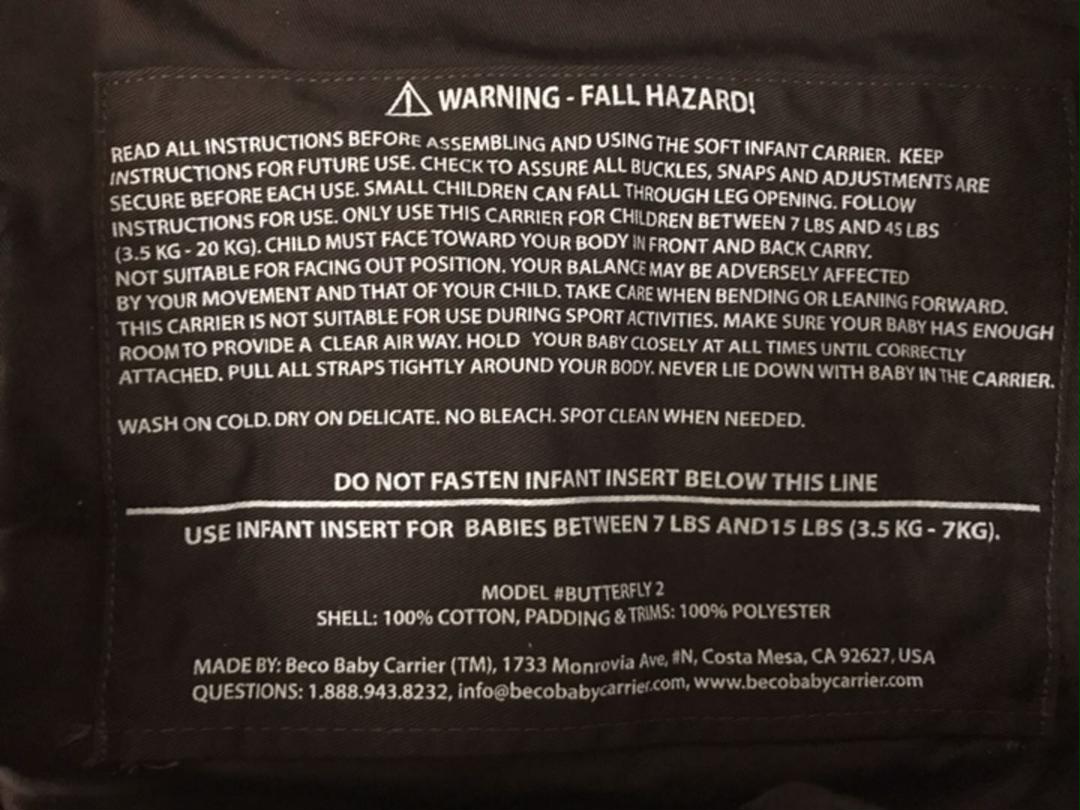 ⚠ WARNING - FALL HAZARD!
READ ALL INSTRUCTIONS BEFORE ASSEMBLING AND USING THE SOFT INFANT CARRIER. KEEP
INSTRUCTIONS FOR FUTURE USE. CHECK TO ASSURE ALL BUCKLES, SNAPS AND ADJUSTMENTS ARE
SECURE BEFORE EACH USE. SMALL CHILDREN CAN FALL THROUGH LEG OPENING. FOLLOW
INSTRUCTIONS FOR USE. ONLY USE THIS CARRIER FOR CHILDREN BETWEEN 7 LBS AND 45 LBS
(3.5 KG - 20 KG). CHILD MUST FACE TOWARD YOUR BODY IN FRONT AND BACK CARRY.
NOT SUITABLE FOR FACING OUT POSITION. YOUR BALANCE MAY BE ADVERSELY AFFECTED
BY YOUR MOVEMENT AND THAT OF YOUR CHILD. TAKE CARE WHEN BENDING OR LEANING FORWARD.
THIS CARRIER IS NOT SUITABLE FOR USE DURING SPORT ACTIVITIES. MAKE SURE YOUR BABY HAS ENOUGH
ROOM TO PROVIDE A CLEAR AIR WAY. HOLD YOUR BABY CLOSELY AT ALL TIMES UNTIL CORRECTLY
ATTACHED. PULL ALL STRAPS TIGHTLY AROUND YOUR BODY. NEVER LIE DOWN WITH BABY IN THE CARRIER.
WASH ON COLD. DRY ON DELICATE. NO BLEACH. SPOT CLEAN WHEN NEEDED.
DO NOT FASTEN INFANT INSERT BELOW THIS LINE
USE INFANT INSERT FOR BABIES BETWEEN 7 LBS AND 15 LBS (3.5 KG - 7KG).
MODEL #BUTTERFLY 2
SHELL: 100% COTTON, PADDING & TRIMS: 100% POLYESTER
MADE BY: Beco Baby Carrier (TM), 1733 Monrovia Ave, #N, Costa Mesa, CA 92627, USA
QUESTIONS: 1.888.943.8232, info@becobabycarrier.com, www.becobabycarrier.com